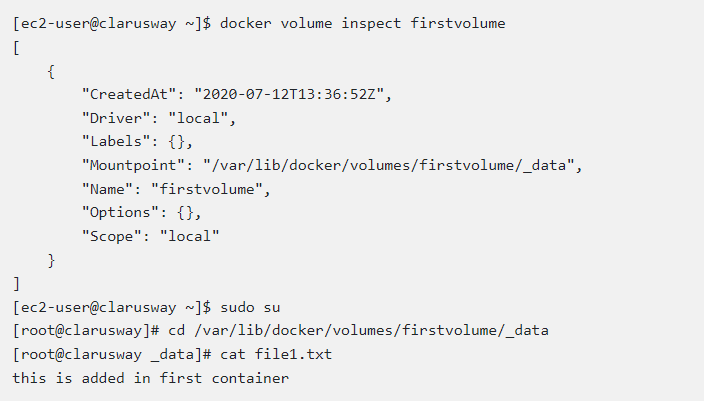 [ec2-user@clarusway ~]$ docker volume inspect firstvolume
[
    {
        "CreatedAt": "2020-07-12T13:36:52Z",
        "Driver": "local",
        "Labels": {},
        "Mountpoint": "/var/lib/docker/volumes/firstvolume/_data",
        "Name": "firstvolume",
        "Options": {},
        "Scope": "local"
    }
]
[ec2-user@clarusway ~]$ sudo su
[root@clarusway]# cd /var/lib/docker/volumes/firstvolume/_data
[root@clarusway _data]# cat file1.txt
this is added in first container